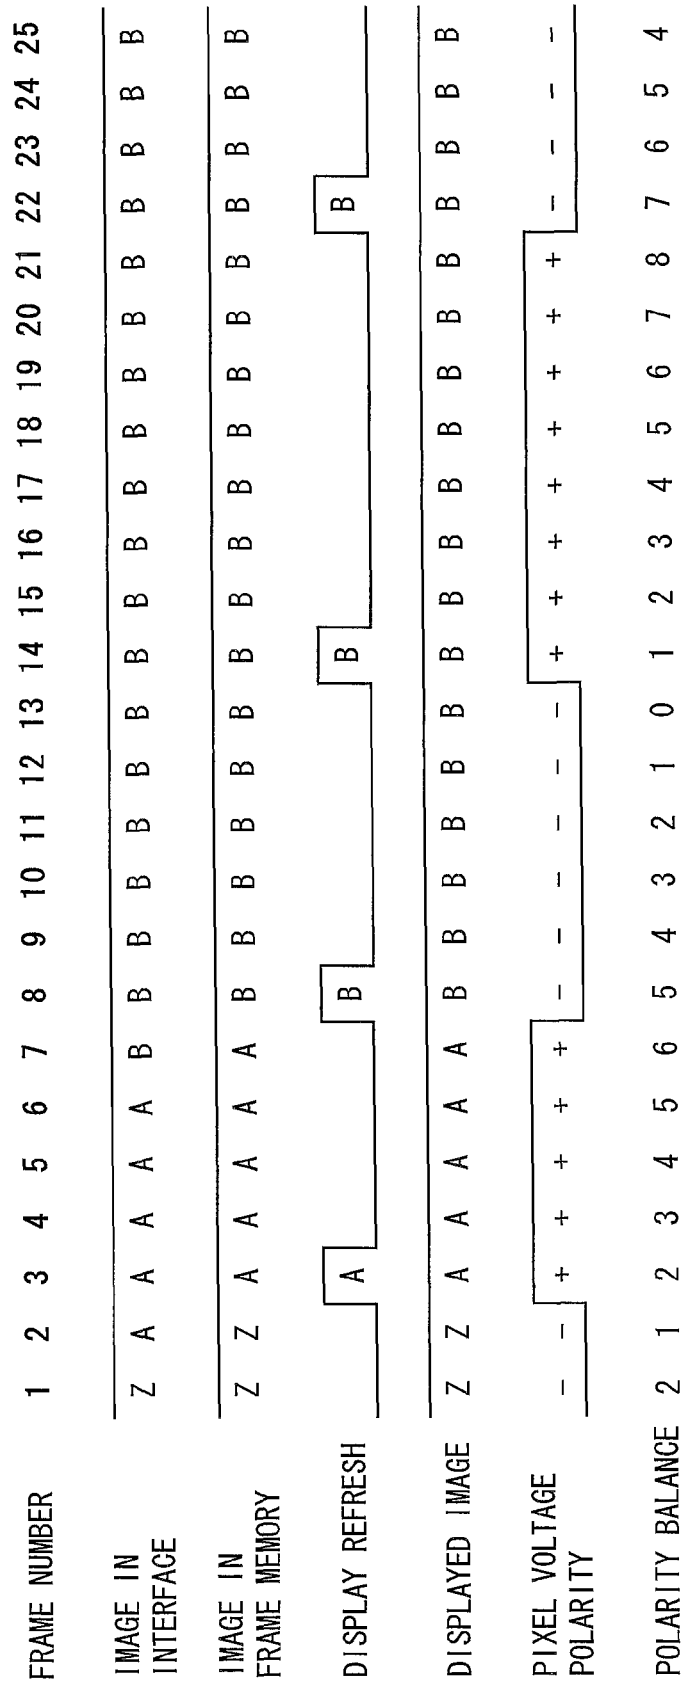 FRAME NUMBER 1 2 3 4 5 6 7 8 9 10 11 12 13 14 15 16 17 18 19 20 21 22 23 24 25
IMAGE IN
INTERFACE Z A A A A A B B B B B B B B B B B B B B B B B B B
IMAGE IN
FRAME MEMORY Z Z A A A A A B B B B B B B B B B B B B B B B B B
DISPLAY REFRESH A B B B
DISPLAYED IMAGE Z Z A A A A A B B B B B B B B B B B B B B B B B B
PIXEL VOLTAGE
POLARITY - - + + + + + - - - - - - + + + + + + + + - - - -
POLARITY BALANCE 2 1 2 3 4 5 6 5 4 3 2 1 0 1 2 3 4 5 6 7 8 7 6 5 4